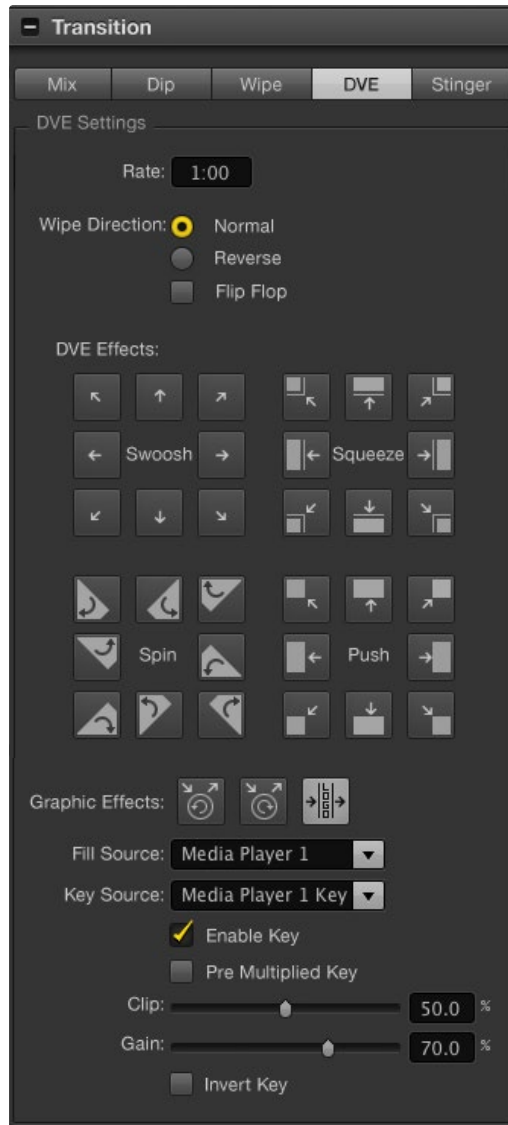 Transition
Mix Dip Wipe DVE Stinger
DVE Settings
Rate: 1:00
Wipe Direction: Normal
Reverse
Flip Flop
DVE Effects:
Swoosh Squeeze
Spin Push
Graphic Effects: LOGO
Fill Source: Media Player 1
Key Source: Media Player 1 Key
Enable Key
Pre Multiplied Key
Clip: 50.0 %
Gain: 70.0 %
Invert Key